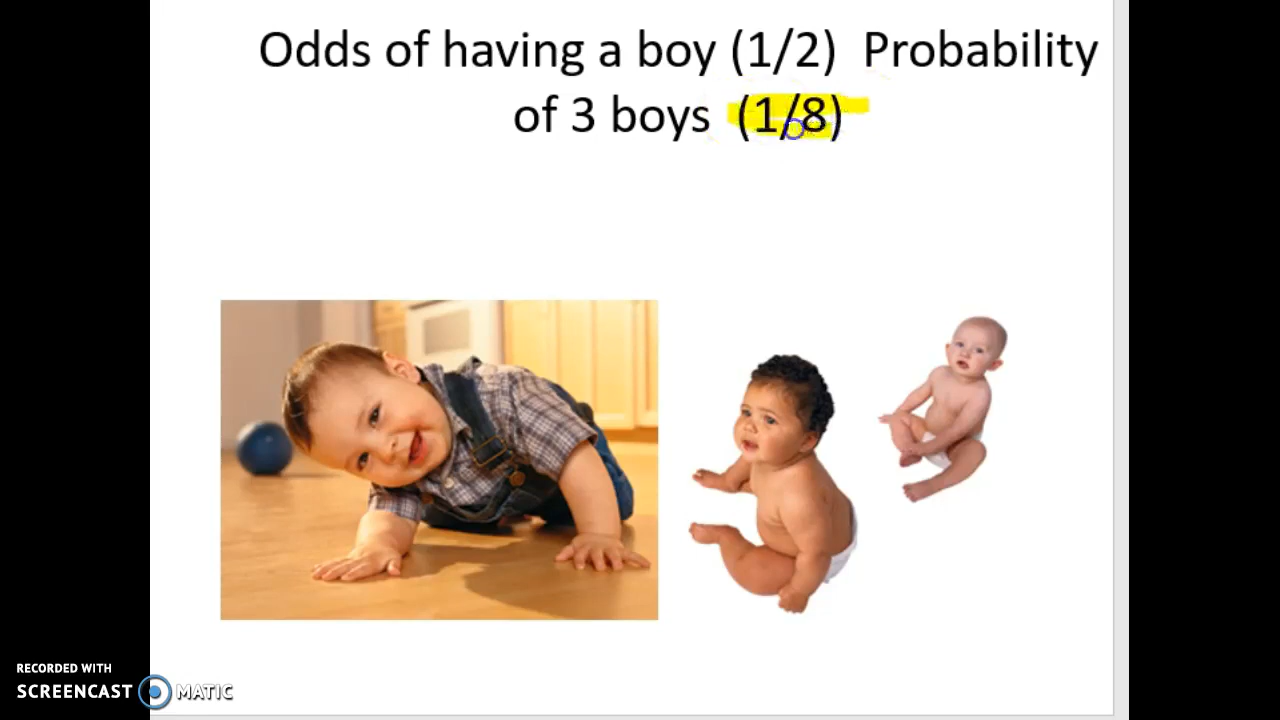 Odds of having a boy (1/2)  Probability
of 3 boys  (1/8)
RECORDED WITH
SCREENCAST MATIC